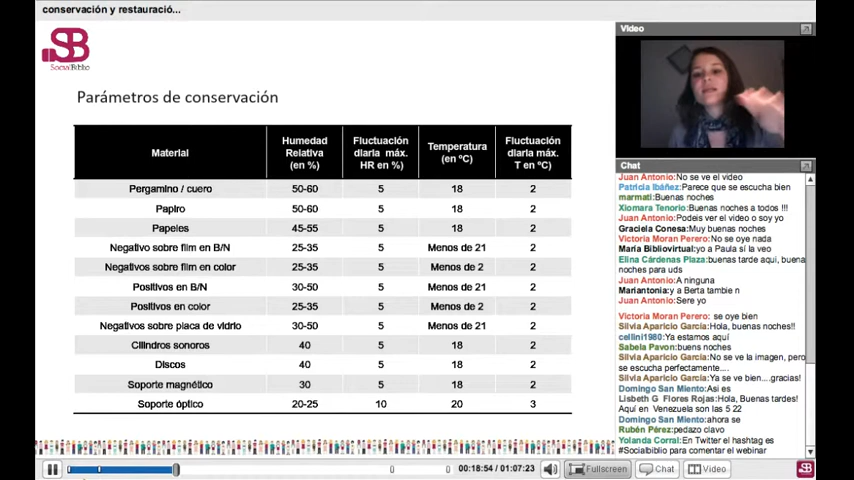 conservación y restauració...
SB
SocialBiblio
Parámetros de conservación
Material
Humedad
Relativa
(en %)
Fluctuación
diaria máx.
HR en %)
Temperatura
(en ºC)
Fluctuación
diaria máx.
T en ºC)
Pergamino / cuero 50-60 5 18 2
Papiro 50-60 5 18 2
Papeles 45-55 5 18 2
Negativo sobre film en B/N 25-35 5 Menos de 21 2
Negativos sobre film en color 25-35 5 Menos de 2 2
Positivos en B/N 30-50 5 Menos de 21 2
Positivos en color 25-35 5 Menos de 2 2
Negativos sobre placa de vidrio 30-50 5 Menos de 21 2
Cilindros sonoros 40 5 18 2
Discos 40 5 18 2
Soporte magnético 30 5 18 2
Soporte óptico 20-25 10 20 3
Video
Chat
Juan Antonio:No se ve el video
Patricia Ibáñez:Parece que se escucha bien
marmati:Buenas noches
Xiomara Tenorio:Buenas noches a todos !!!
Juan Antonio:Podeis ver el video o soy yo
Graciela Conesa:Muy buenas noches
Victoria Moran Perero:No se oye nada
María Bibliovirtual:yo a Paula sí la veo
Elina Cárdenas Plaza:buenas tarde aqui, buena
noches para uds
Juan Antonio:A ninguna
Mariantonia:y a Berta tambie n
Juan Antonio:Sere yo
Victoria Moran Perero: se oye bien
Silvia Aparicio García:Hola, buenas noches!!
cellini1980:Ya estamos aquí
Sabela Pavon:buens noches
Silvia Aparicio García:No se ve la imagen, pero
se escucha perfectamente....
Silvia Aparicio García:Ya se ve bien....gracias!
Domingo San Miento:Asi es
Lisbeth G Flores Rojas:Hola, Buenas tardes!
Aquí en Venezuela son las 5 22
Domingo San Miento:ahora se
Rubén Pérez:pedazo clavo
Yolanda Corral:En Twitter el hashtag es
#Socialbiblio para comentar el webinar
00:18:54 / 01:07:23
Fullscreen
Chat
Video
SB